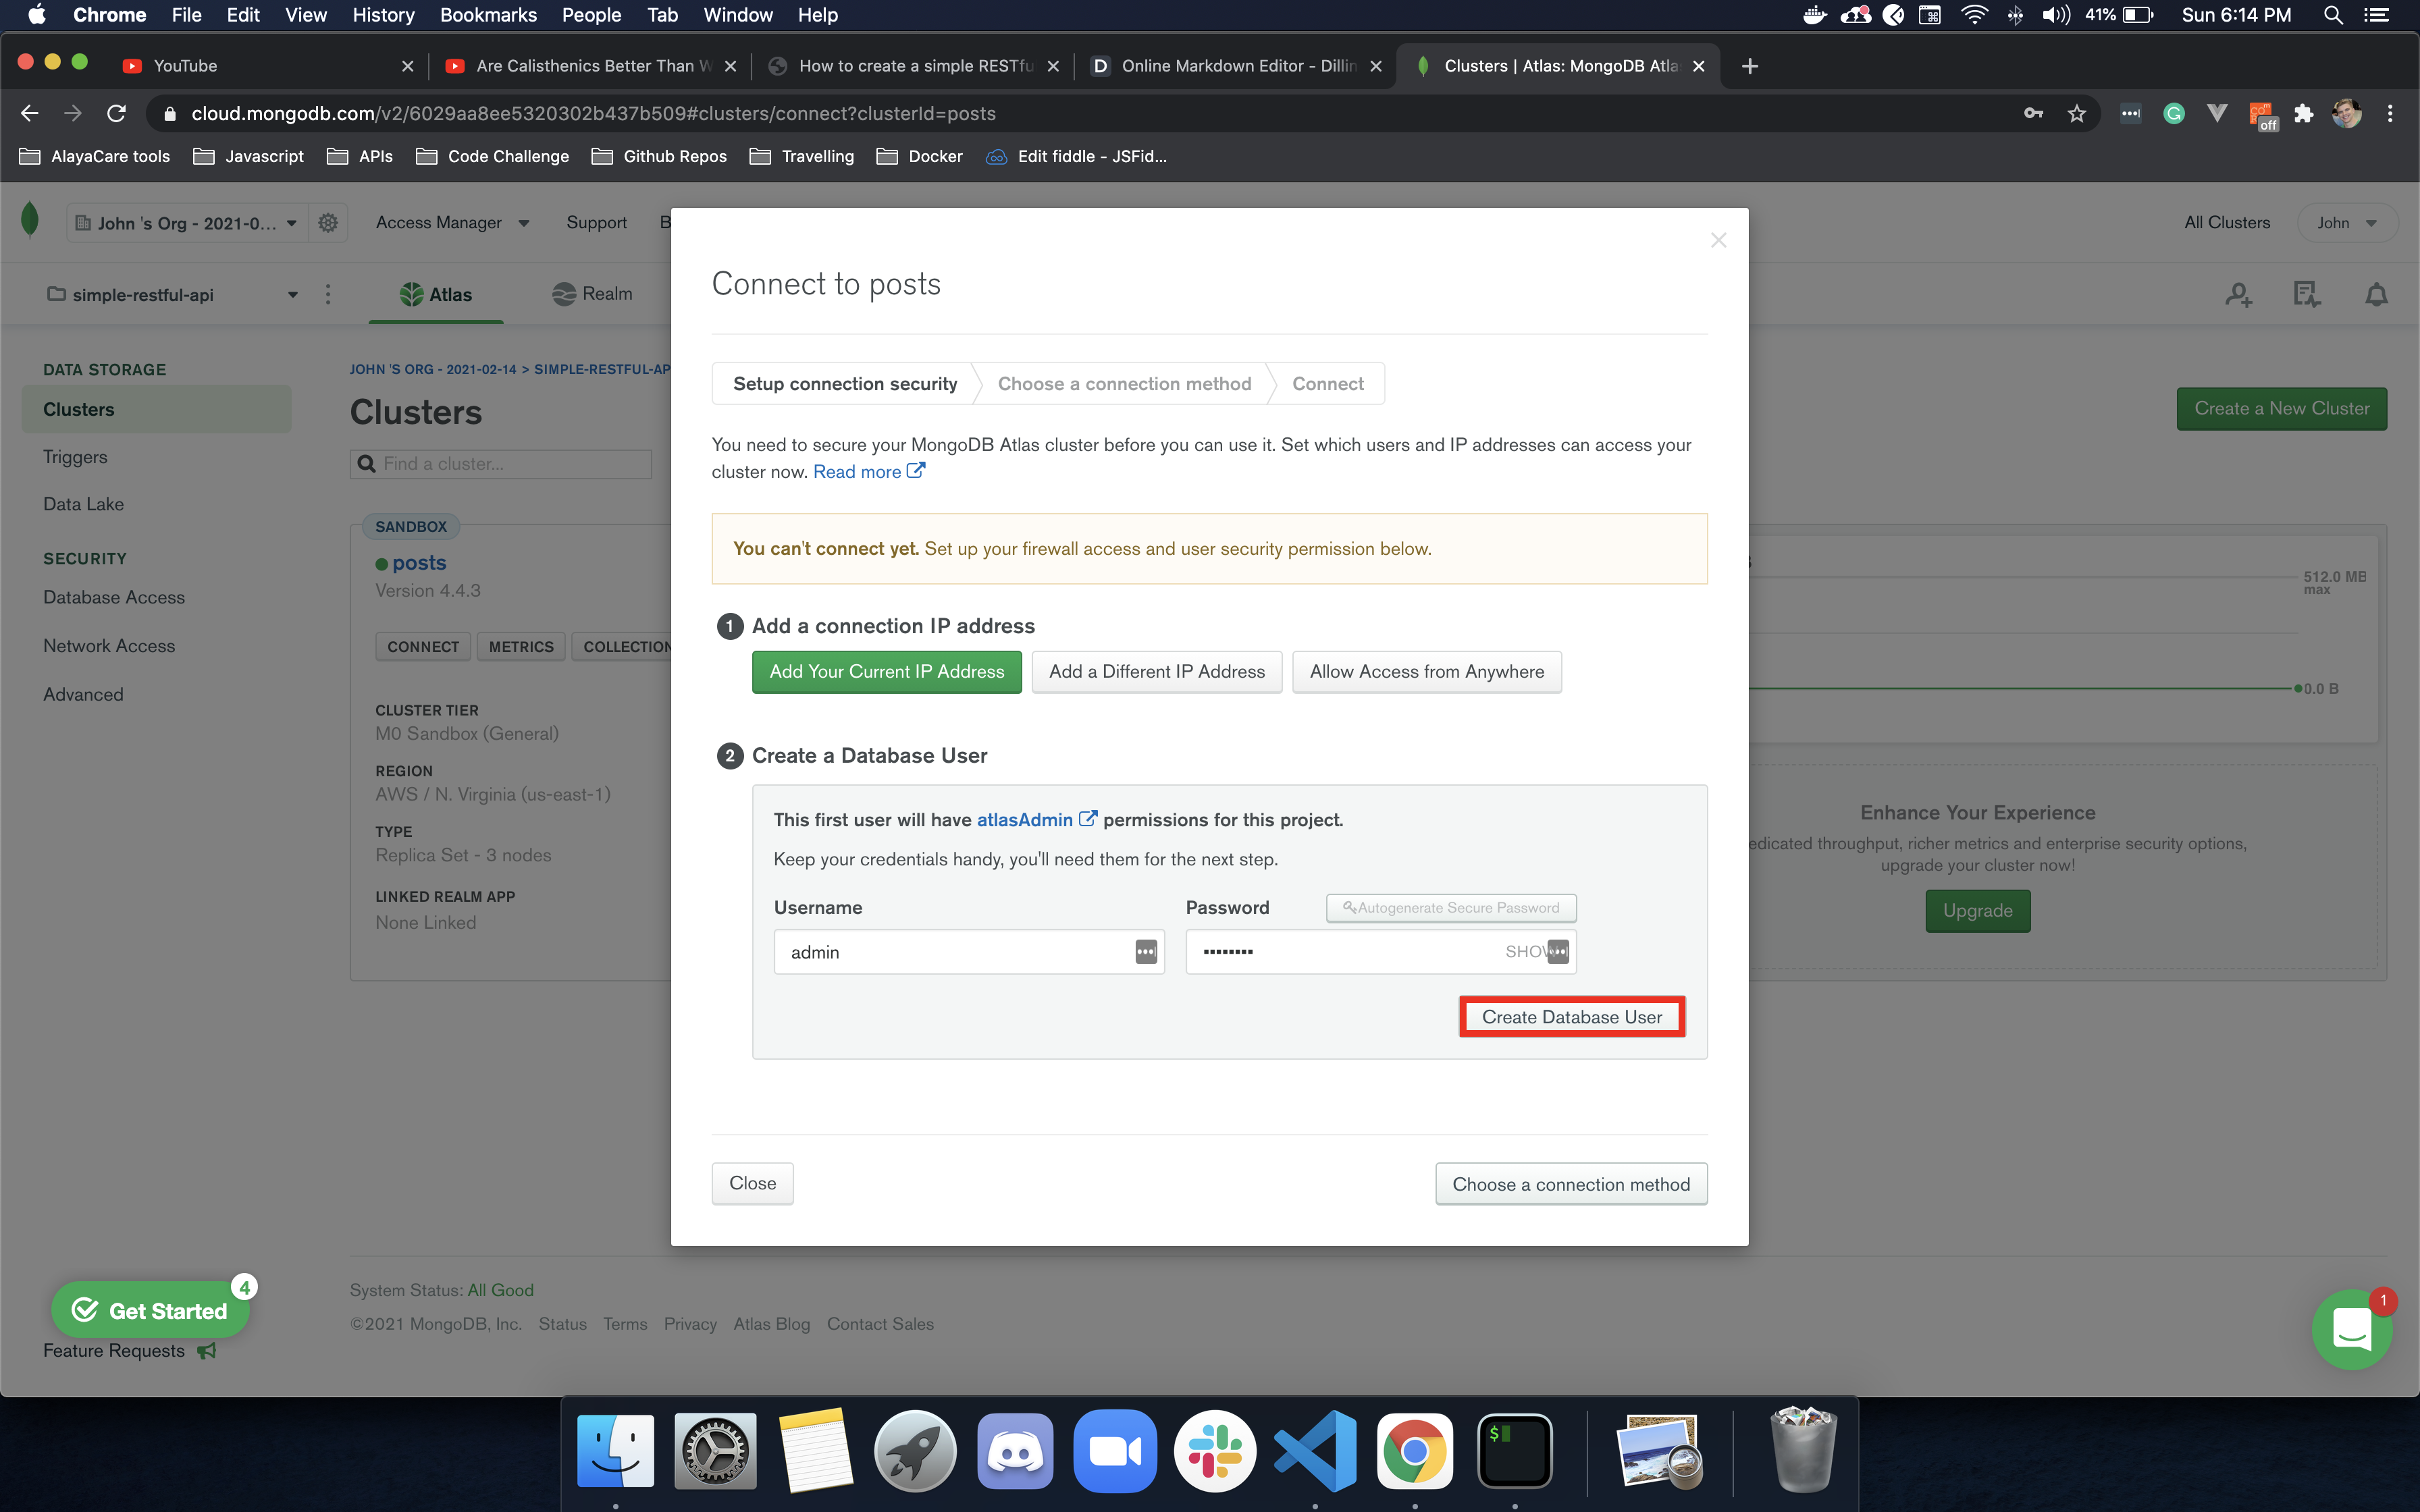 Chrome File Edit View History Bookmarks People Tab Window Help 41% Sun 6:14 PM
YouTube Are Calisthenics Better Than W How to create a simple RESTfu D Online Markdown Editor - Dillin Clusters | Atlas: MongoDB Atla
cloud.mongodb.com/v2/6029aa8ee5320302b437b509#clusters/connect?clusterId=posts off
AlayaCare tools Javascript APIs Code Challenge Github Repos Travelling Docker Edit fiddle - JSFid...
John 's Org - 2021-0... Access Manager Support B All Clusters John
simple-restful-api Atlas Realm
DATA STORAGE
Clusters
Triggers
Data Lake
SECURITY
Database Access
Network Access
Advanced
JOHN 'S ORG - 2021-02-14 > SIMPLE-RESTFUL-AP
Clusters
Create a New Cluster
Find a cluster...
SANDBOX
posts
Version 4.4.3
CONNECT METRICS COLLECTION
CLUSTER TIER
M0 Sandbox (General)
REGION
AWS / N. Virginia (us-east-1)
TYPE
Replica Set - 3 nodes
LINKED REALM APP
None Linked
Connect to posts
Setup connection security Choose a connection method Connect
You need to secure your MongoDB Atlas cluster before you can use it. Set which users and IP addresses can access your
cluster now. Read more
You can't connect yet. Set up your firewall access and user security permission below.
1 Add a connection IP address
Add Your Current IP Address Add a Different IP Address Allow Access from Anywhere
2 Create a Database User
This first user will have atlasAdmin permissions for this project.
Keep your credentials handy, you'll need them for the next step.
Username Password Autogenerate Secure Password
admin •••••••• SHOW
Create Database User
Close Choose a connection method
512.0 MB
max
0.0 B
Enhance Your Experience
edicated throughput, richer metrics and enterprise security options,
upgrade your cluster now!
Upgrade
Get Started 4
Feature Requests
System Status: All Good
©2021 MongoDB, Inc. Status Terms Privacy Atlas Blog Contact Sales
1
$